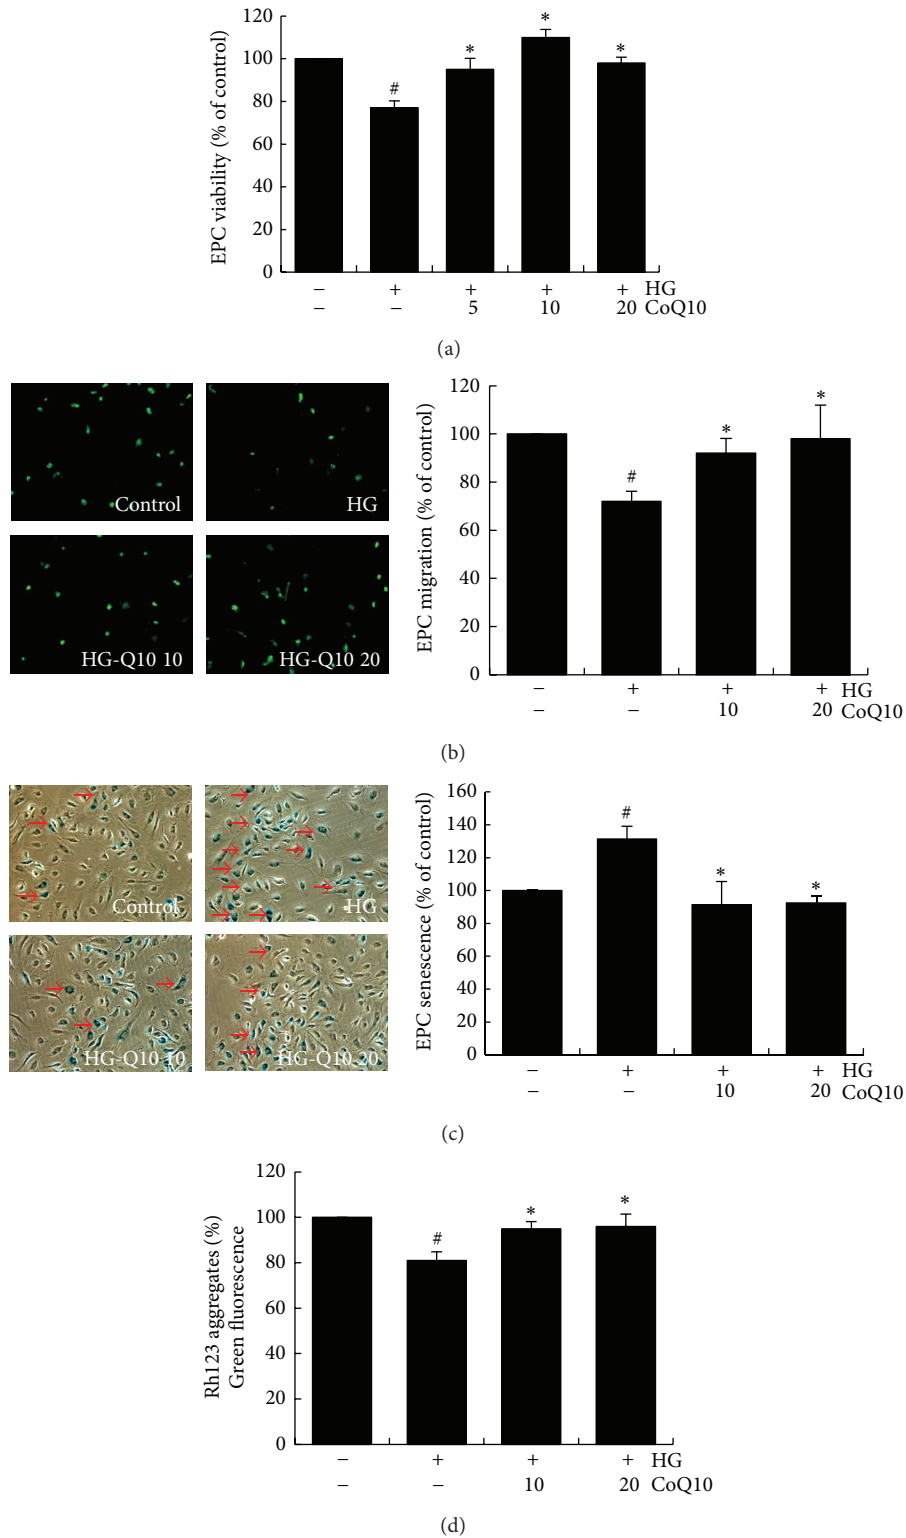 120
100
80
60
40
20
0
EPC viability (% of control)
#
*
*
*
− + + + + HG
− − 5 10 20 CoQ10
(a)
Control
HG
HG-Q10 10
HG-Q10 20
120
100
80
60
40
20
0
EPC migration (% of control)
#
*
*
− + + + HG
− − 10 20 CoQ10
(b)
Control
HG
HG-Q10 10
HG-Q10 20
160
140
120
100
80
60
40
20
0
EPC senescence (% of control)
#
*
*
− + + + HG
− − 10 20 CoQ10
(c)
120
100
80
60
40
20
0
Rh123 aggregates (%)
Green fluorescence
#
*
*
− + + + HG
− − 10 20 CoQ10
(d)